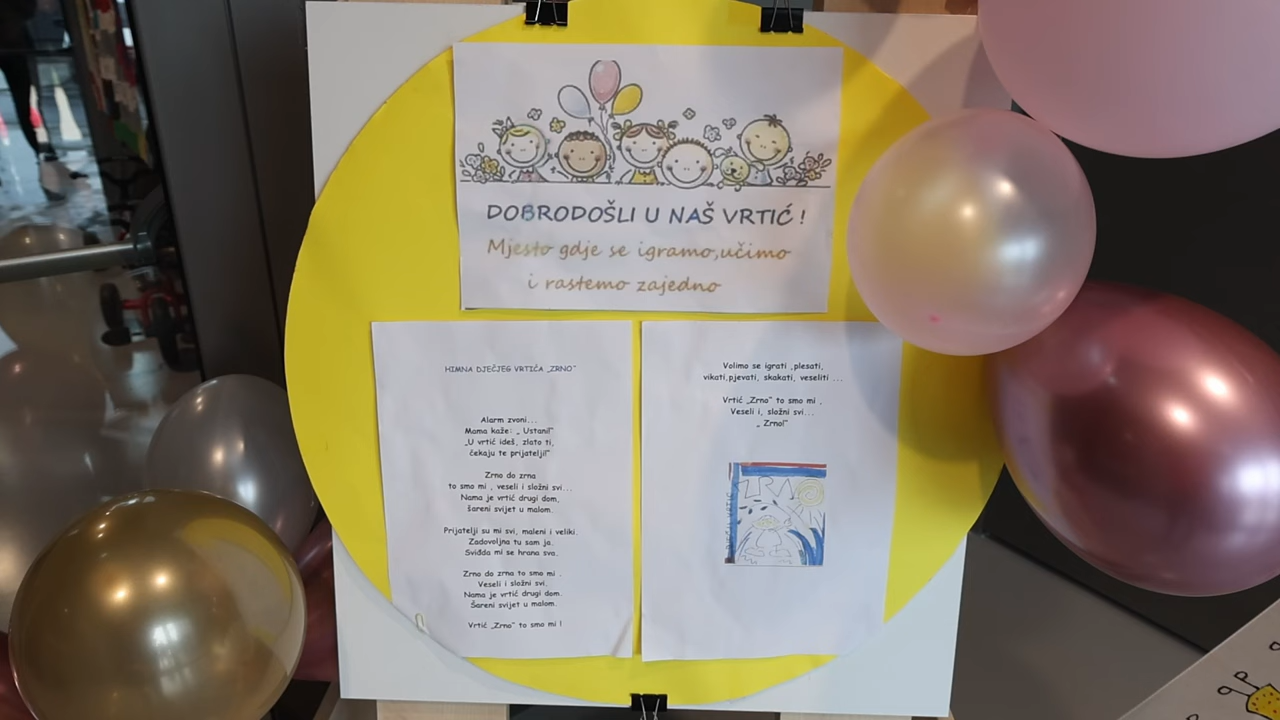 DOBRODOŠLI U NAŠ VRTIĆ !
Mjesto gdje se igramo,učimo
i rastemo zajedno
HIMNA DJEČJEG VRTIĆA „ZRNO"
Alarm zvoni...
Mama kaže: „ Ustani!"
„U vrtić ideš, zlato ti,
čekaju te prijatelji!"
Zrno do zrna
to smo mi , veseli i složni svi...
Nama je vrtić drugi dom,
šareni svijet u malom.
Prijatelji su mi svi, maleni i veliki.
Zadovoljna tu sam ja.
Sviđda mi se hrana sva.
Zrno do zrna to smo mi .
Veseli i složni svi.
Nama je vrtić drugi dom.
Šareni svijet u malom.
Vrtić „Zrno" to smo mi !
Volimo se igrati ,plesati,
vikati,pjevati, skakati, veseliti ...
Vrtić „Zrno" to smo mi ,
Veseli i, složni svi...
„ Zrno!"
ZRNO
DJEČJI VRTIĆ